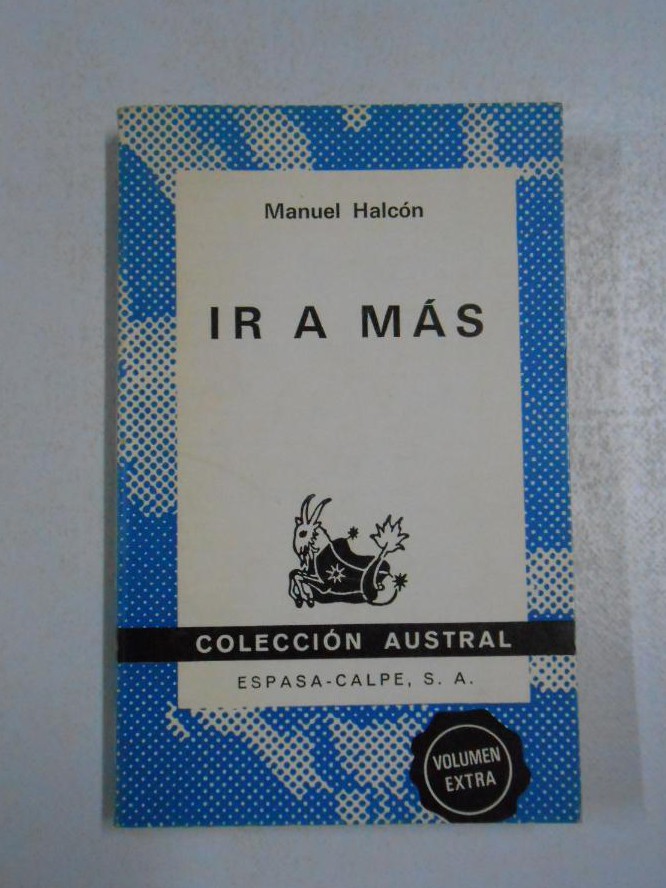 Manuel Halcón
IR A MÁS
COLECCIÓN AUSTRAL
ESPASA-CALPE, S. A.
VOLUMEN
EXTRA